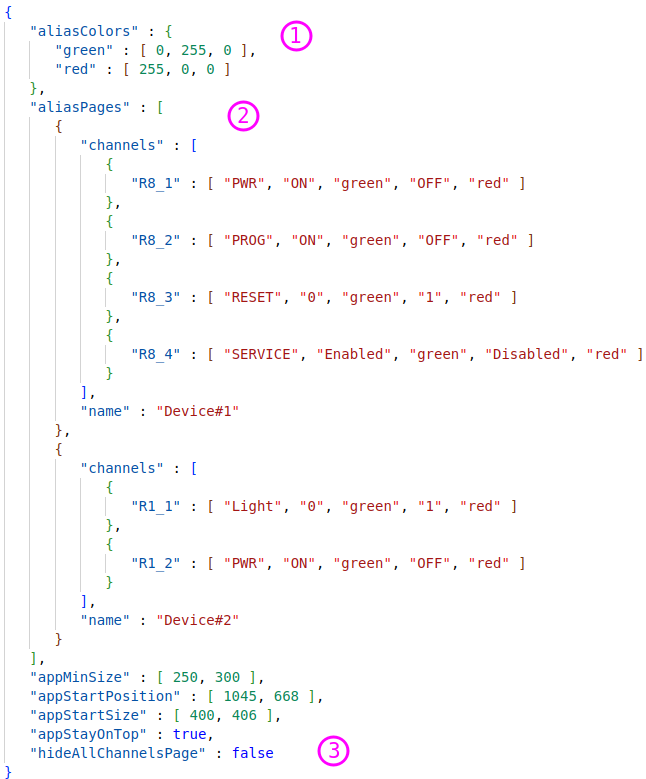 {
"aliasColors" : {
①
"green" : [ 0, 255, 0 ],
"red" : [ 255, 0, 0 ]
},
"aliasPages" : [
②
{
"channels" : [
{
"R8_1" : [ "PWR", "ON", "green", "OFF", "red" ]
},
{
"R8_2" : [ "PROG", "ON", "green", "OFF", "red" ]
},
{
"R8_3" : [ "RESET", "0", "green", "1", "red" ]
},
{
"R8_4" : [ "SERVICE", "Enabled", "green", "Disabled", "red" ]
}
],
"name" : "Device#1"
},
{
"channels" : [
{
"R1_1" : [ "Light", "0", "green", "1", "red" ]
},
{
"R1_2" : [ "PWR", "ON", "green", "OFF", "red" ]
}
],
"name" : "Device#2"
}
],
"appMinSize" : [ 250, 300 ],
"appStartPosition" : [ 1045, 668 ],
"appStartSize" : [ 400, 406 ],
"appStayOnTop" : true,
"hideAllChannelsPage" : false
③
}